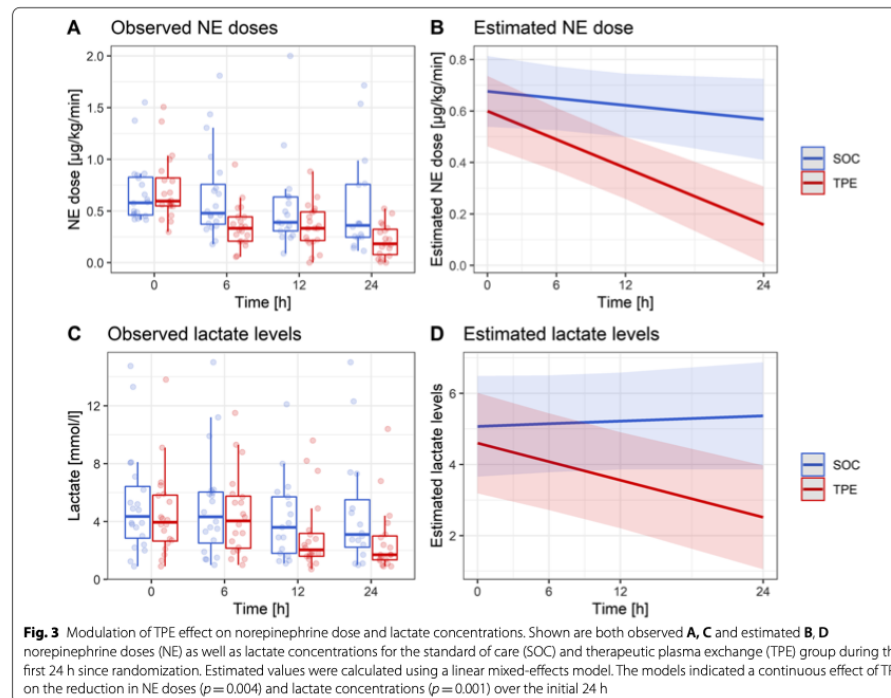 A Observed NE doses
2.0
1.5
1.0
0.5
0.0
NE dose [µg/kg/min]
0 6 12 24
Time [h]
B Estimated NE dose
0.8
0.6
0.4
0.2
0.0
Estimated NE dose [µg/kg/min]
0 6 12 24
Time [h]
SOC
TPE
C Observed lactate levels
12
8
4
0
Lactate [mmol/l]
0 6 12 24
Time [h]
D Estimated lactate levels
6
4
2
Estimated lactate levels
0 6 12 24
Time [h]
SOC
TPE
Fig. 3 Modulation of TPE effect on norepinephrine dose and lactate concentrations. Shown are both observed A, C and estimated B, D
norepinephrine doses (NE) as well as lactate concentrations for the standard of care (SOC) and therapeutic plasma exchange (TPE) group during th
first 24 h since randomization. Estimated values were calculated using a linear mixed-effects model. The models indicated a continuous effect of TP
on the reduction in NE doses (p = 0.004) and lactate concentrations (p = 0.001) over the initial 24 h